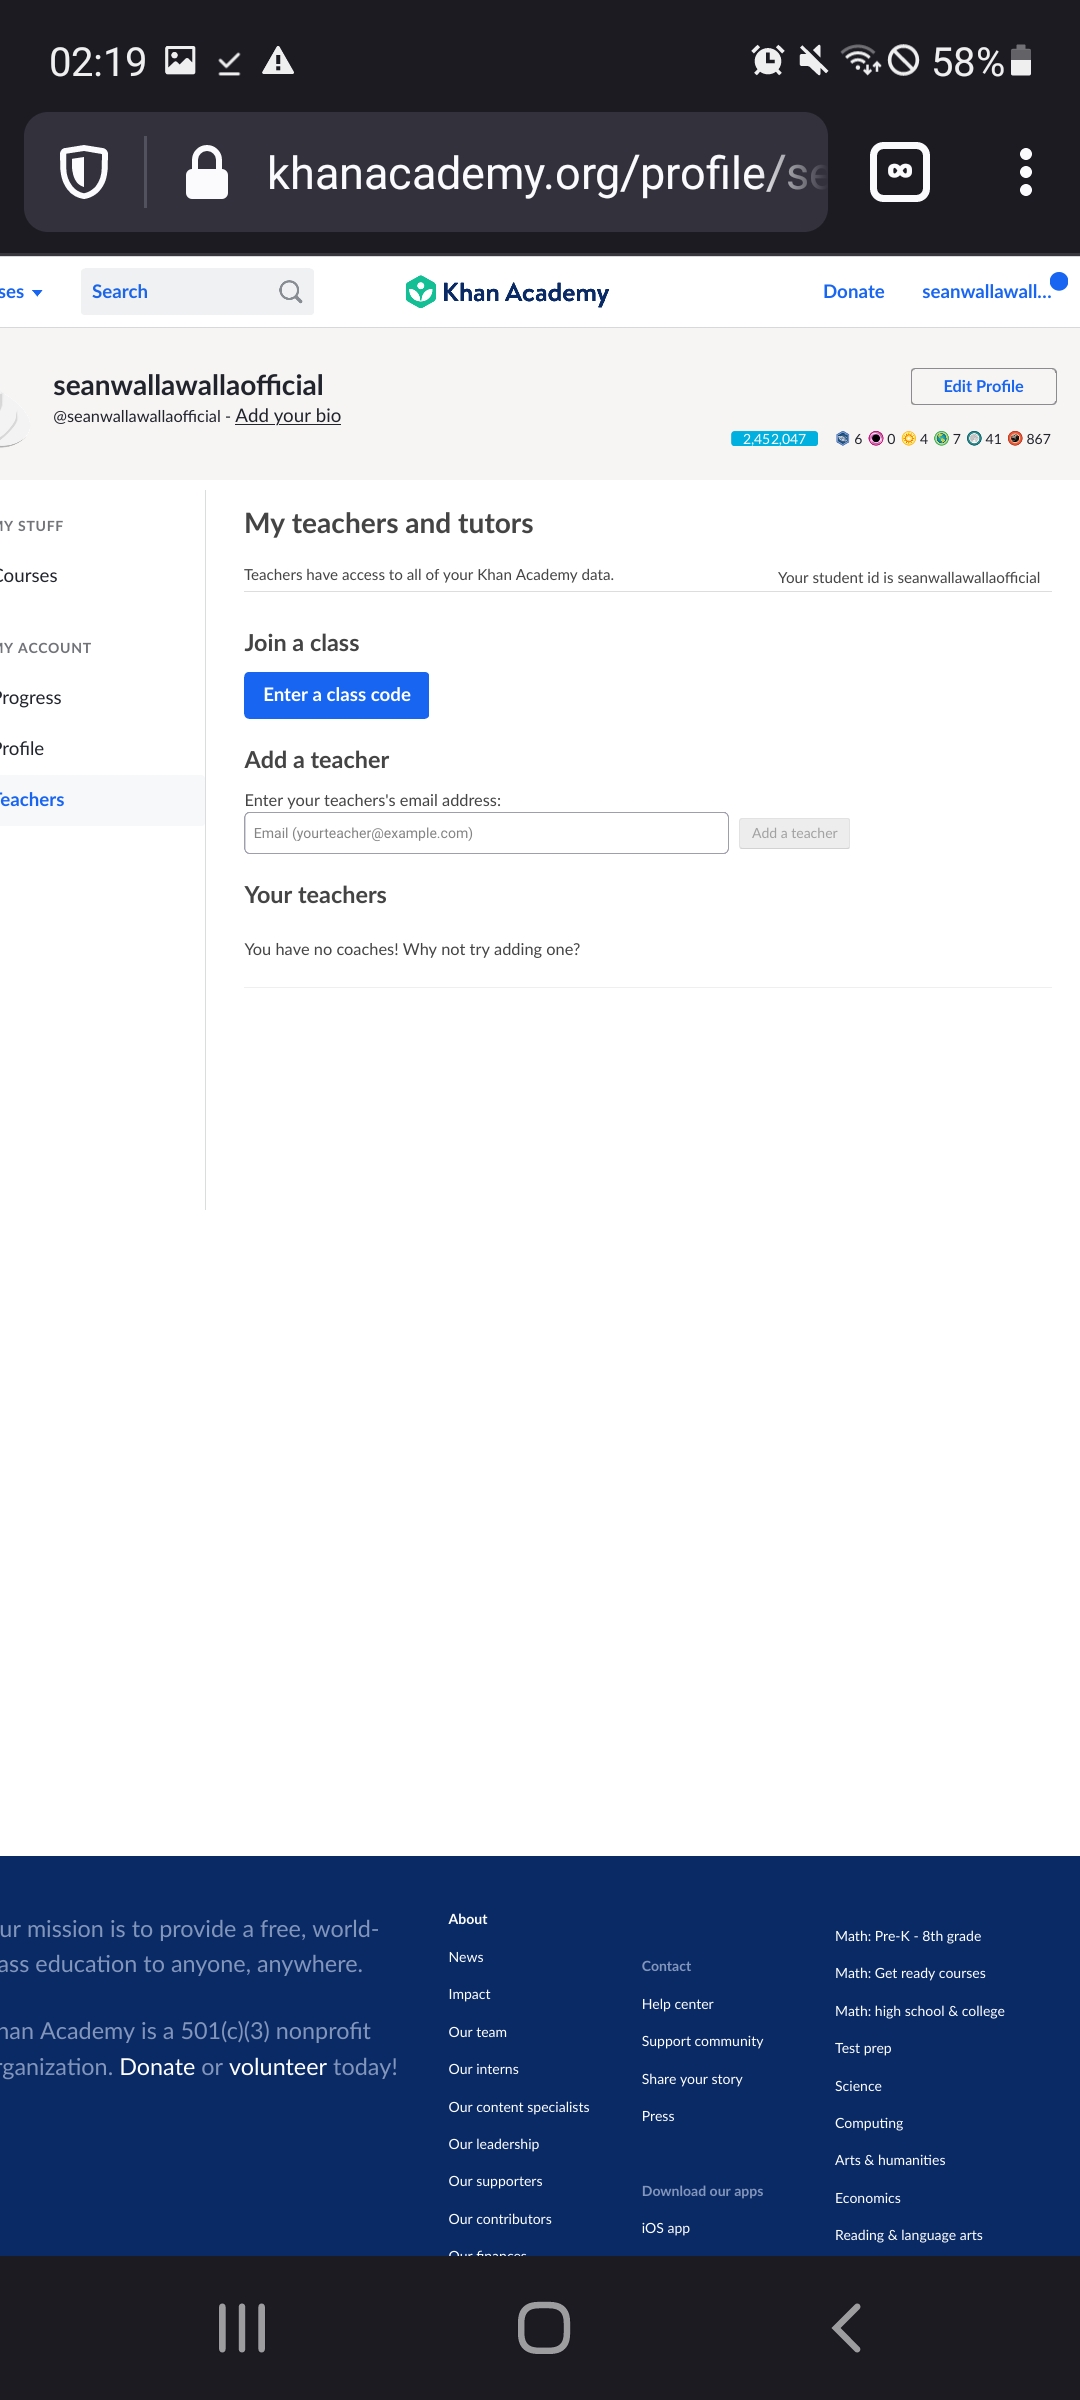 02:19
58%
khanacademy.org/profile/se
ses
Search
Khan Academy
Donate
seanwallawall...
seanwallawallaofficial
@seanwallawallaofficial - Add your bio
Edit Profile
2,452,047 6 0 4 7 41 867
MY STUFF
Courses
MY ACCOUNT
Progress
Profile
Teachers
My teachers and tutors
Teachers have access to all of your Khan Academy data.
Your student id is seanwallawallaofficial
Join a class
Enter a class code
Add a teacher
Enter your teachers's email address:
Email (yourteacher@example.com)
Add a teacher
Your teachers
You have no coaches! Why not try adding one?
ur mission is to provide a free, world-
ass education to anyone, anywhere.
han Academy is a 501(c)(3) nonprofit
rganization. Donate or volunteer today!
About
News
Impact
Our team
Our interns
Our content specialists
Our leadership
Our supporters
Our contributors
Our finances
Contact
Help center
Support community
Share your story
Press
Download our apps
iOS app
Math: Pre-K - 8th grade
Math: Get ready courses
Math: high school & college
Test prep
Science
Computing
Arts & humanities
Economics
Reading & language arts